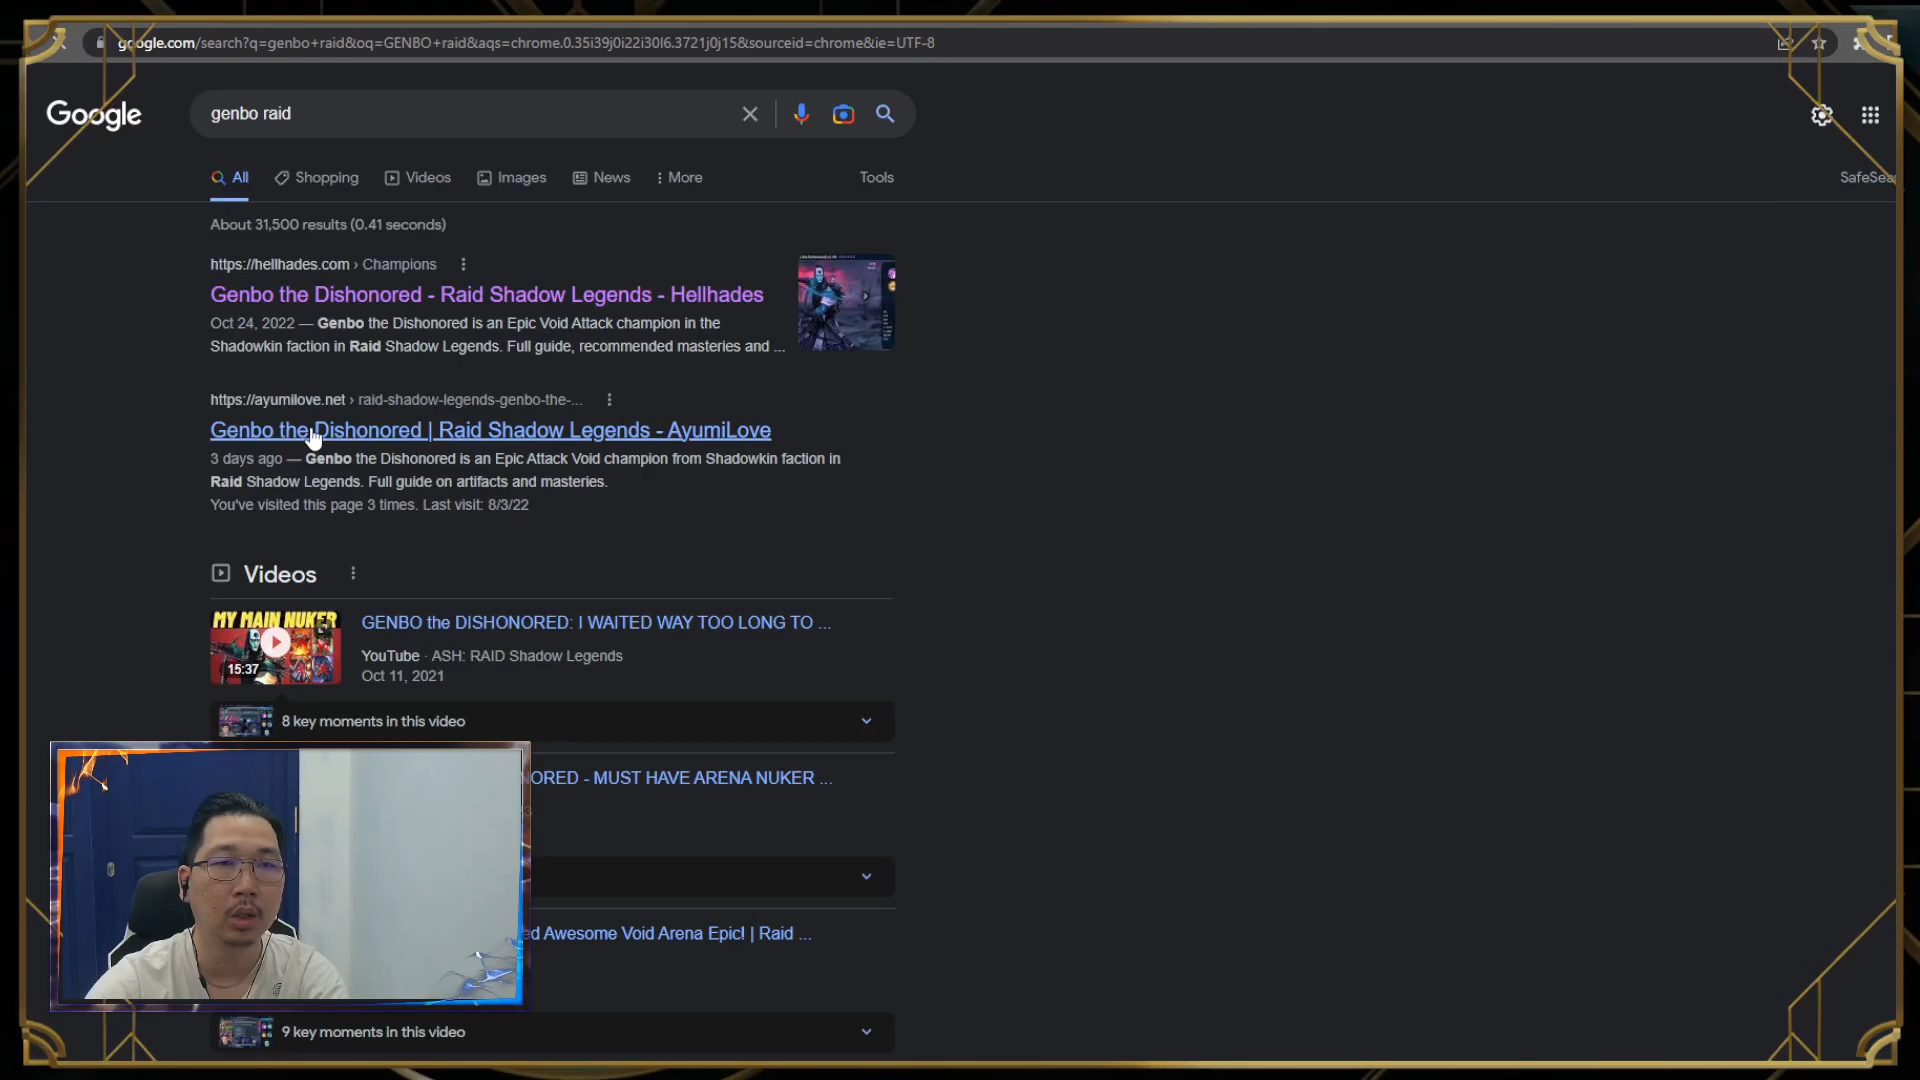 google.com/search?q=genbo+raid&oq=GENBO+raid&aqs=chrome.0.35i39j0i22i30l6.3721j0j15&sourceid=chrome&ie=UTF-8
Google
genbo raid
All Shopping Videos Images News More Tools
About 31,500 results (0.41 seconds)
https://hellhades.com › Champions
Genbo the Dishonored - Raid Shadow Legends - Hellhades
Oct 24, 2022 — Genbo the Dishonored is an Epic Void Attack champion in the
Shadowkin faction in Raid Shadow Legends. Full guide, recommended masteries and ...
https://ayumilove.net › raid-shadow-legends-genbo-the-...
Genbo the Dishonored | Raid Shadow Legends - AyumiLove
3 days ago — Genbo the Dishonored is an Epic Attack Void champion from Shadowkin faction in
Raid Shadow Legends. Full guide on artifacts and masteries.
You've visited this page 3 times. Last visit: 8/3/22
Videos
MY MAIN NUKER
15:37
GENBO the DISHONORED: I WAITED WAY TOO LONG TO ...
YouTube · ASH: RAID Shadow Legends
Oct 11, 2021
8 key moments in this video
ORED - MUST HAVE ARENA NUKER ...
Awesome Void Arena Epic! | Raid ...
9 key moments in this video